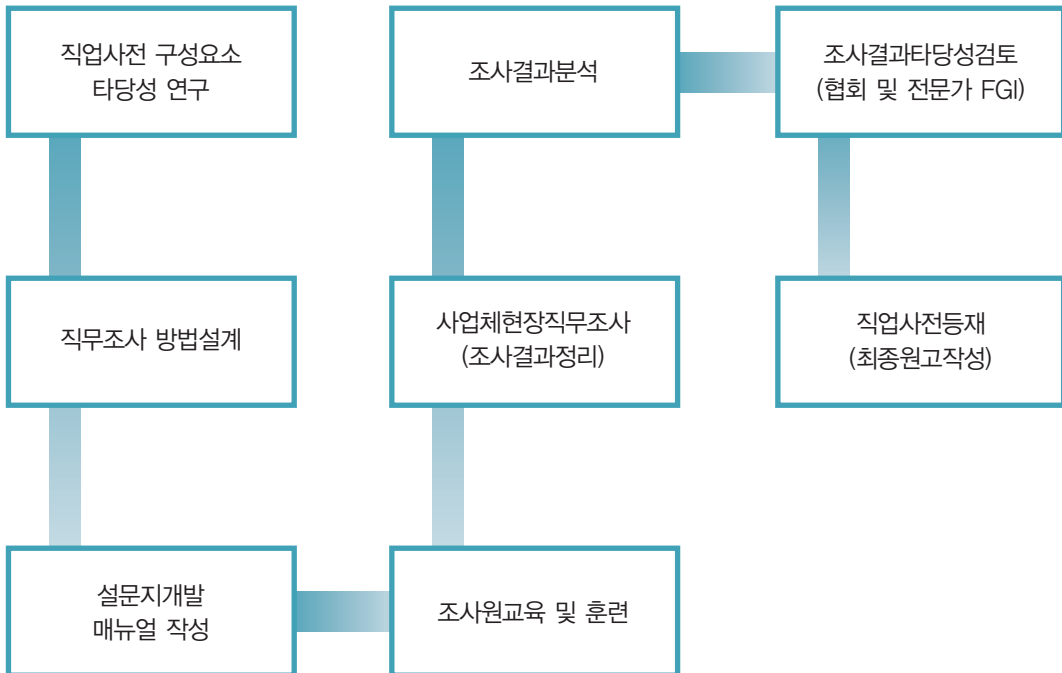 직업사전 구성요소
타당성 연구
조사결과분석
조사결과타당성검토
(협회 및 전문가 FGI)
직무조사 방법설계
사업체현장직무조사
(조사결과정리)
직업사전등재
(최종원고작성)
설문지개발
매뉴얼 작성
조사원교육 및 훈련